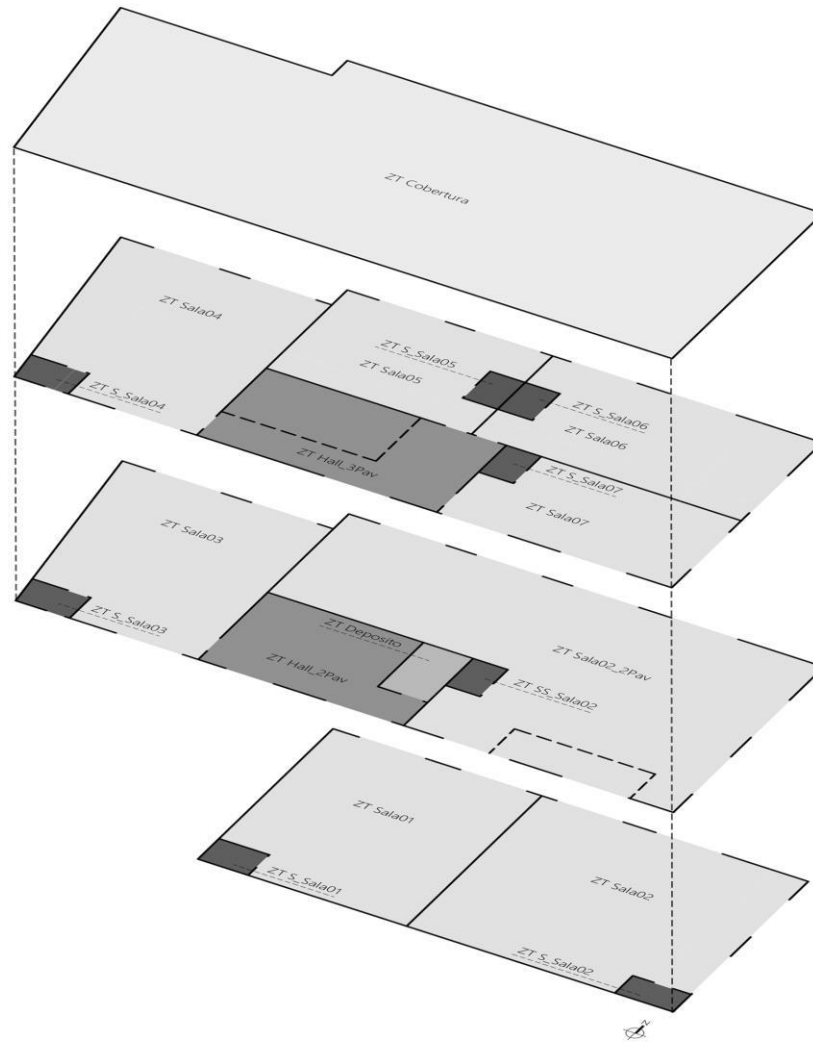 ZT Cobertura
ZT Sala04
ZT S_Sala05
ZT Sala05
ZT S_Sala04
ZT S_Sala06
ZT Sala06
ZT Hall_3Pav
ZT S_Sala07
ZT Sala07
ZT Sala03
ZT S_Sala03
ZT Deposito
ZT Hall_2Pav
ZT Sala02_2Pav
ZT SS_Sala02
ZT Sala01
ZT S_Sala01
ZT Sala02
ZT S_Sala02
N